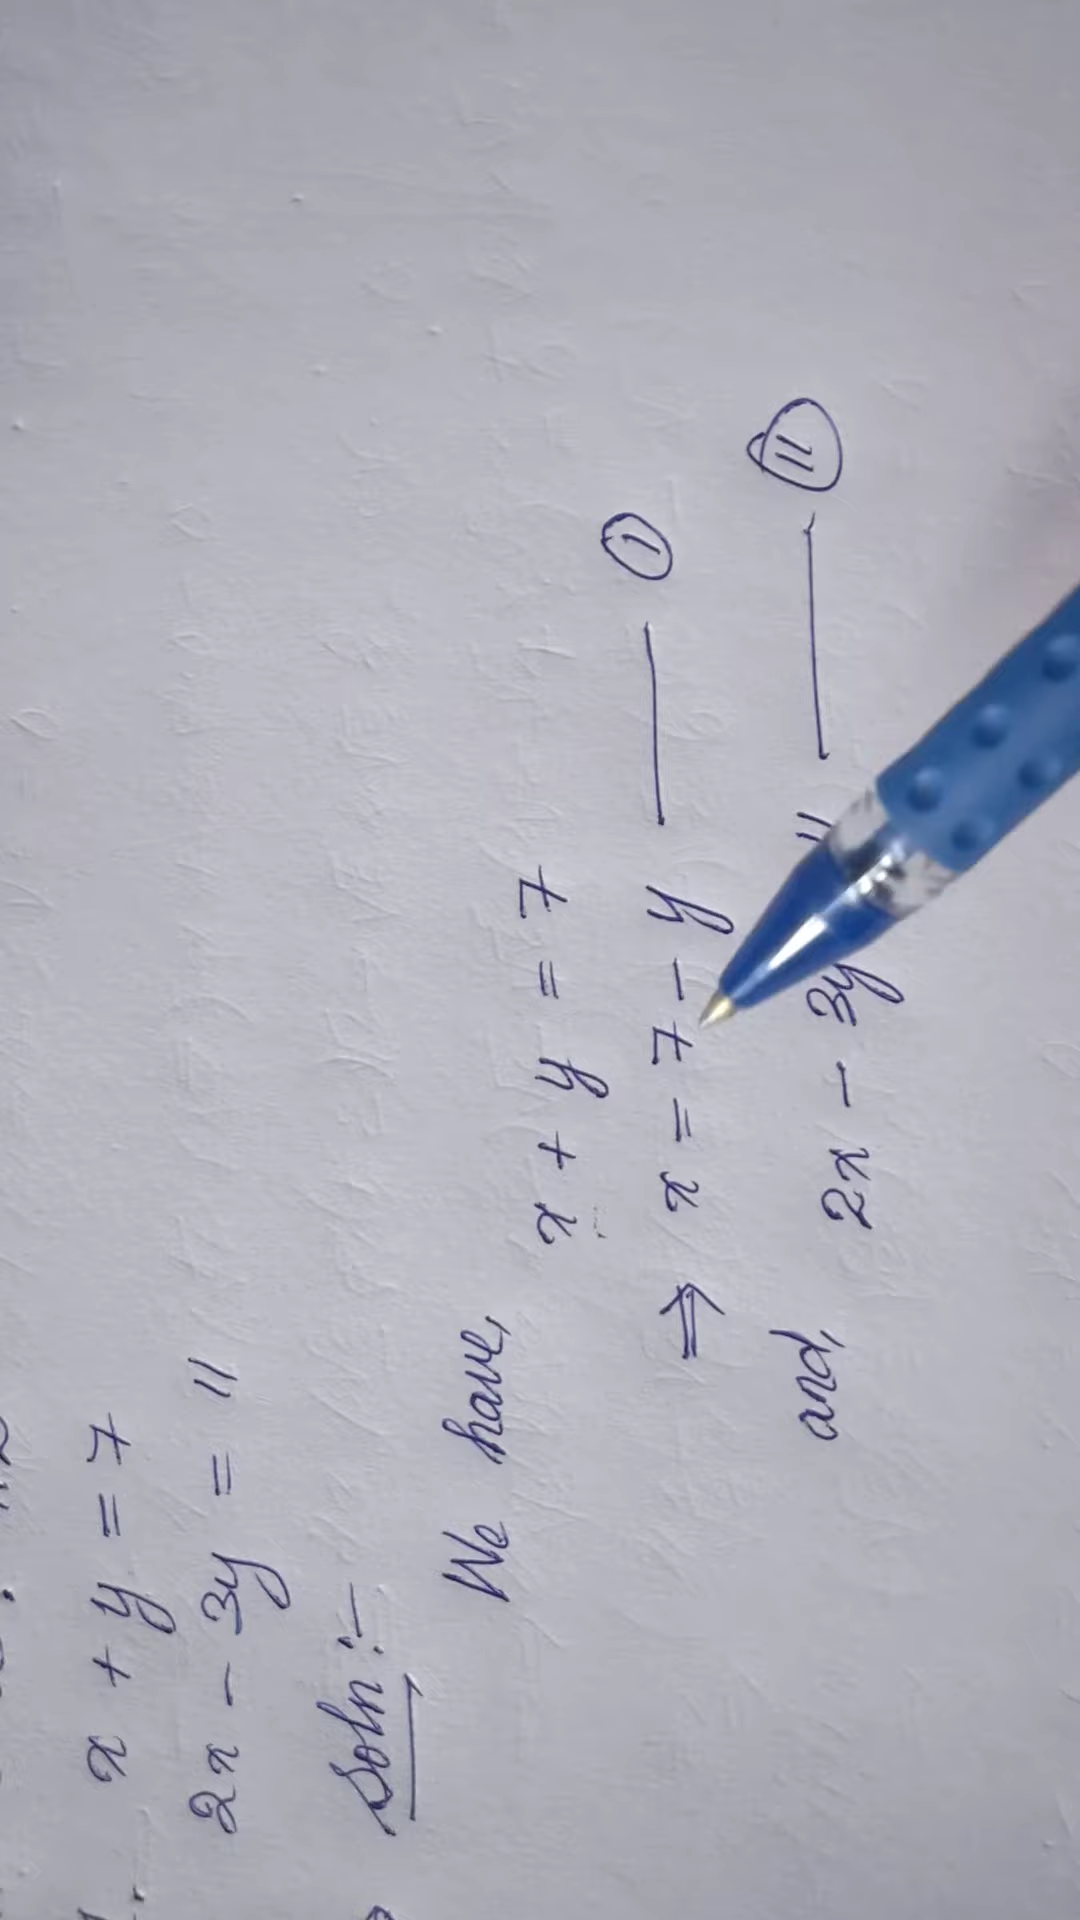 x + y = 7
2x - 3y = 11
Soln :-
We have,
x + y = 7
⇒ x = 7 - y —— (1)
and, 2x - 3y 11 —— (11)